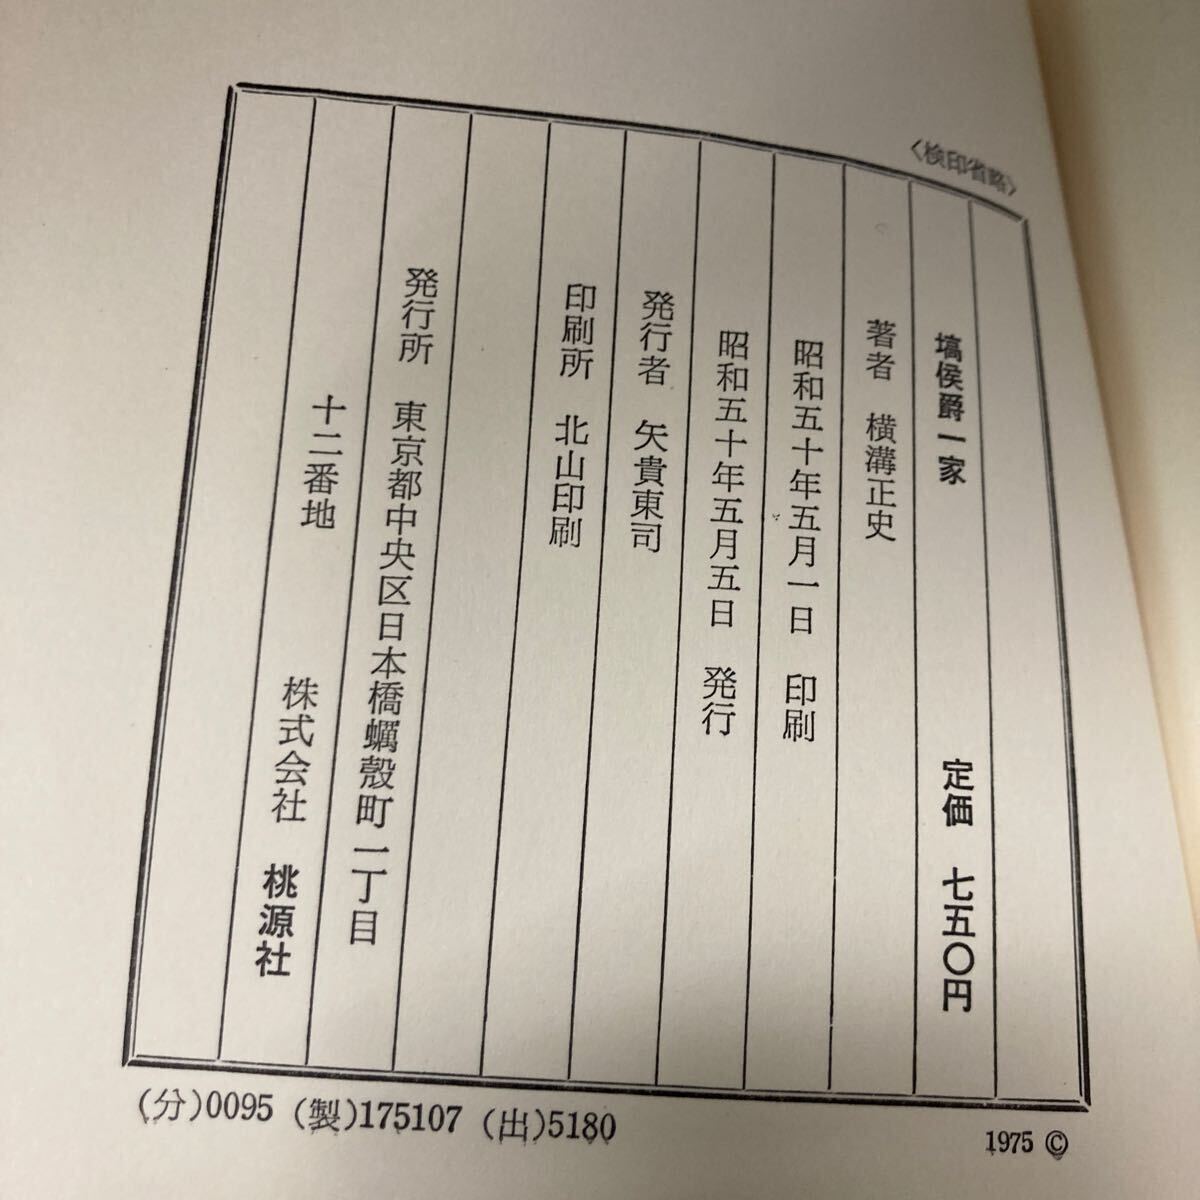 〈検印省略〉
塙侯爵一家　定価　七五〇円
著者　横溝正史
昭和五十年五月一日　印刷
昭和五十年五月五日　発行
発行者　矢貴東司
印刷所　北山印刷
発行所　東京都中央区日本橋蠣殻町一丁目
十二番地
株式会社　桃源社
(分)0095 (製)175107 (出)5180
1975 ©